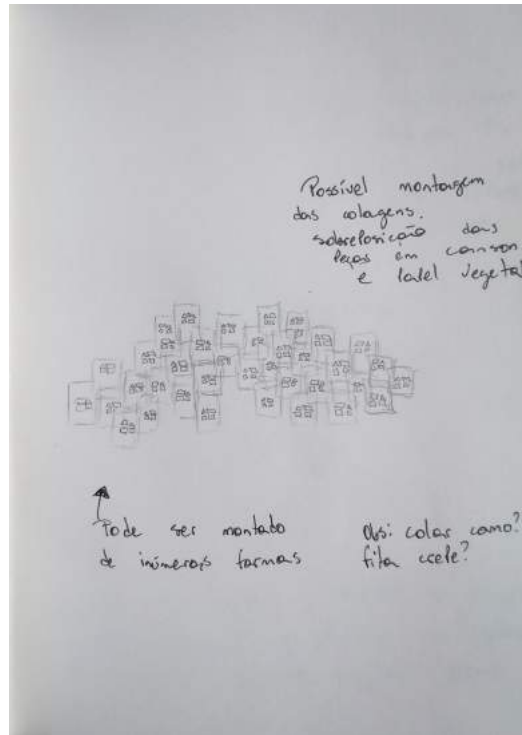 Possível montagem
das colagens.
sobreposição das
peças em canson
e papel vegetal
Pode ser montado
de inúmeras formas
Obs: colar como?
fita crepe?